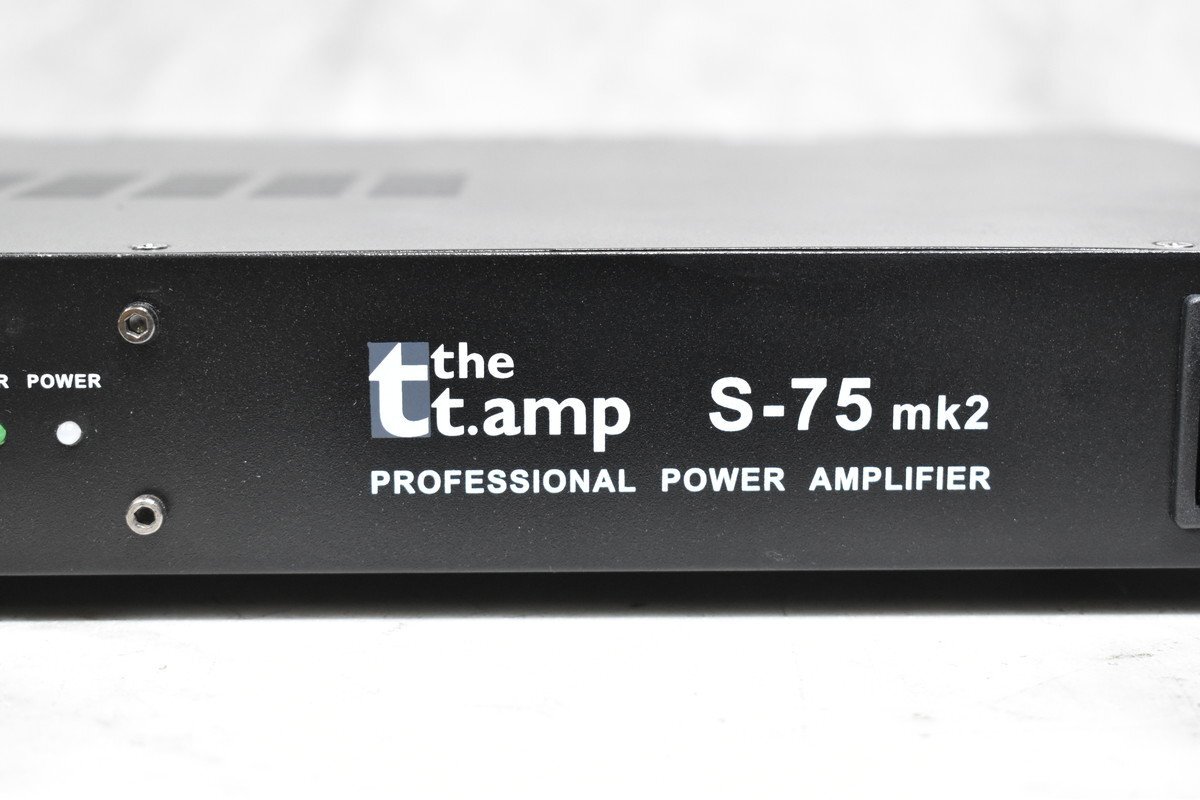 POWER
t the
t.amp
S-75 mk2
PROFESSIONAL POWER AMPLIFIER